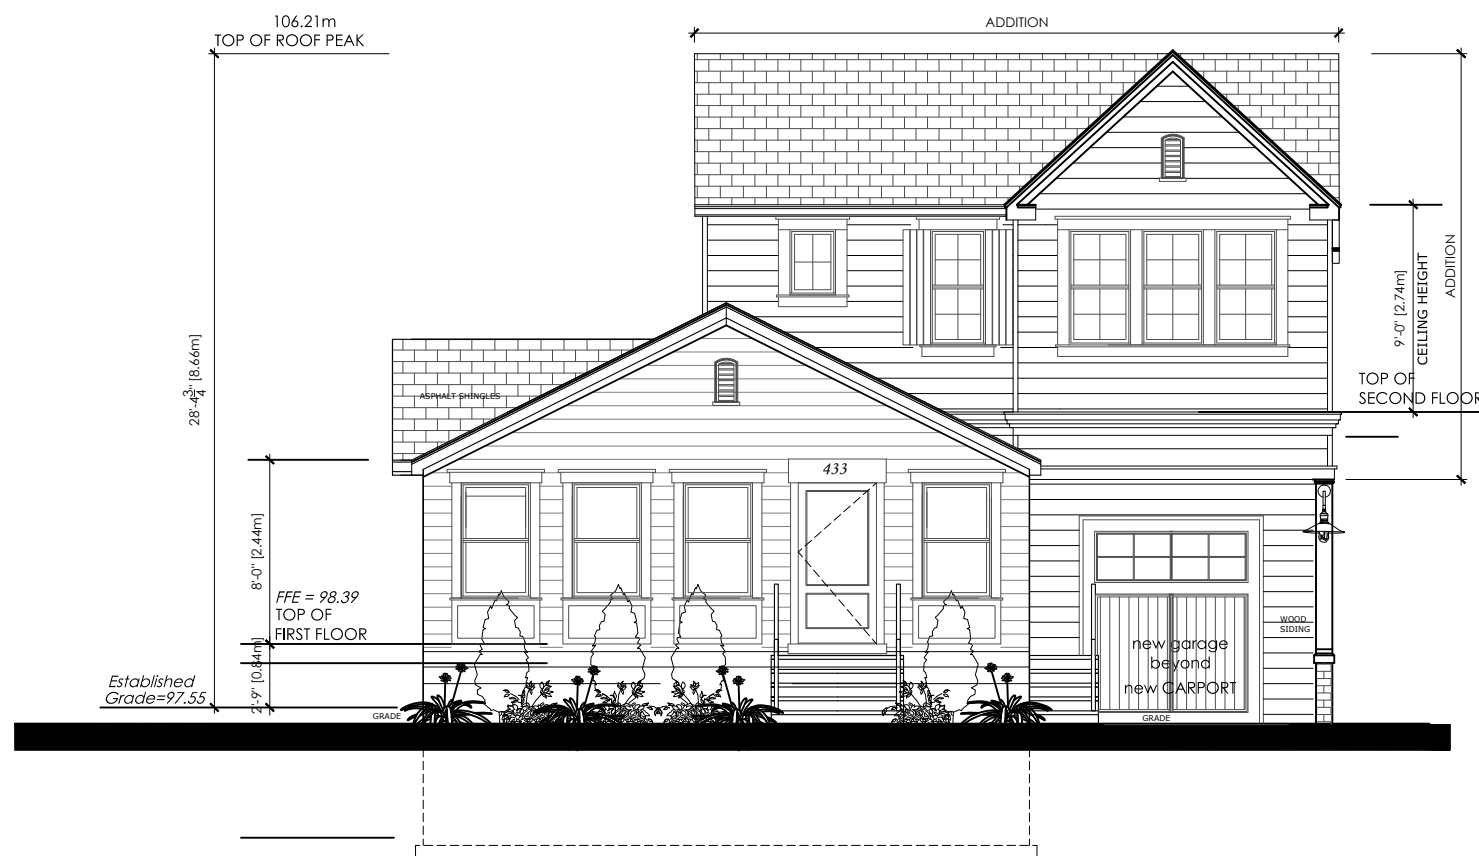 106.21m
TOP OF ROOF PEAK
ADDITION
28'-4 3/4" [8.66m]
9'-0" [2.74m]
CEILING HEIGHT
ADDITION
TOP OF
SECOND FLOOR
ASPHALT SHINGLES
433
8'-0" [2.44m]
FFE = 98.39
TOP OF
FIRST FLOOR
2'-9" [0.84m]
Established
Grade=97.55
GRADE
WOOD
SIDING
new garage
beyond
new CARPORT
GRADE